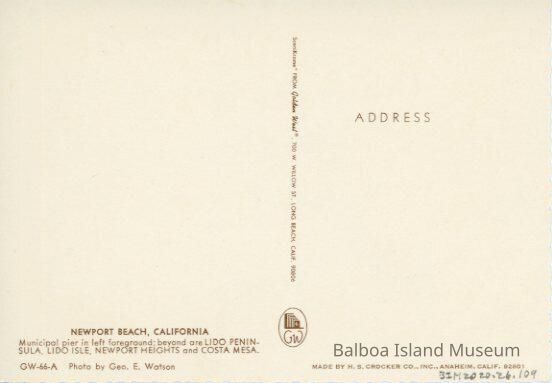 NEWPORT BEACH, CALIFORNIA
Municipal pier in left foreground; beyond are LIDO PENIN-
SULA, LIDO ISLE, NEWPORT HEIGHTS and COSTA MESA.
GW-66-A Photo by Geo. E. Watson
FROM Golden West®, 700 W. WILLOW ST., LONG BEACH, CALIF. 90806
GW
ADDRESS
Balboa Island Museum
MADE BY H. S. CROCKER CO., INC., ANAHEIM, CALIF. 92801
BIM2020.26.109